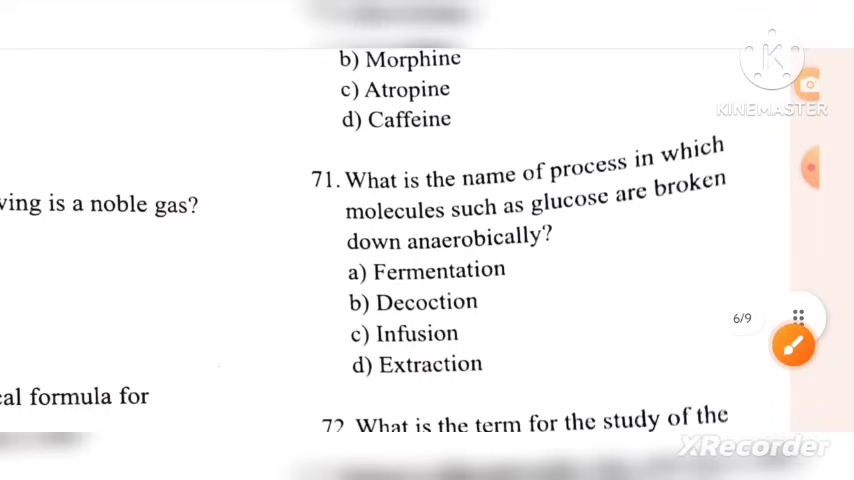 b) Morphine
c) Atropine
d) Caffeine
KINEMASTER
ving is a noble gas?
71. What is the name of process in which
molecules such as glucose are broken
down anaerobically?
a) Fermentation
b) Decoction
c) Infusion
d) Extraction
6/9
cal formula for
72. What is the term for the study of the
XRecorder